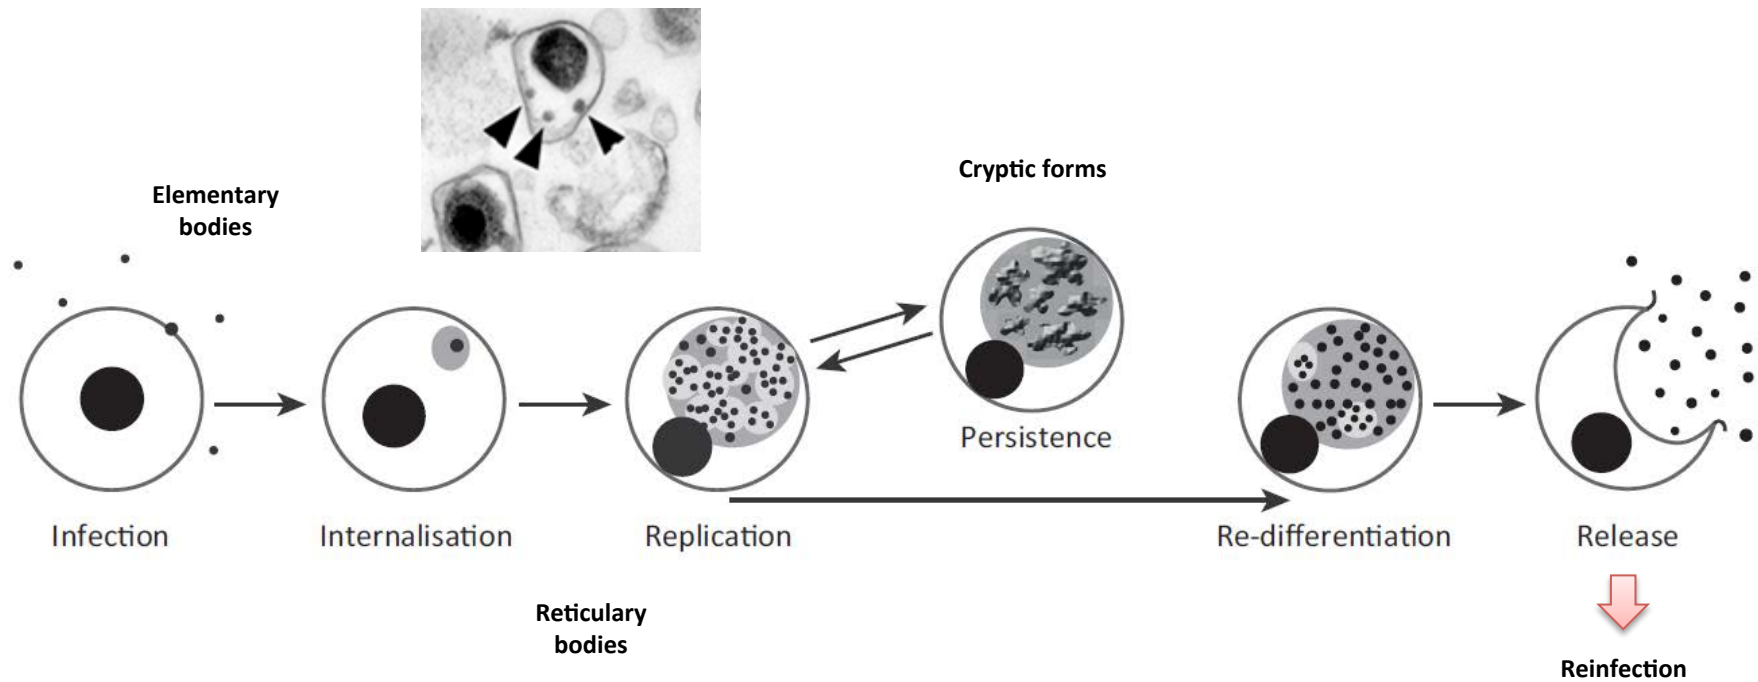 Elementary
bodies
Cryptic forms
Persistence
Infection
Internalisation
Replication
Re-differentiation
Release
Reticulary
bodies
Reinfection